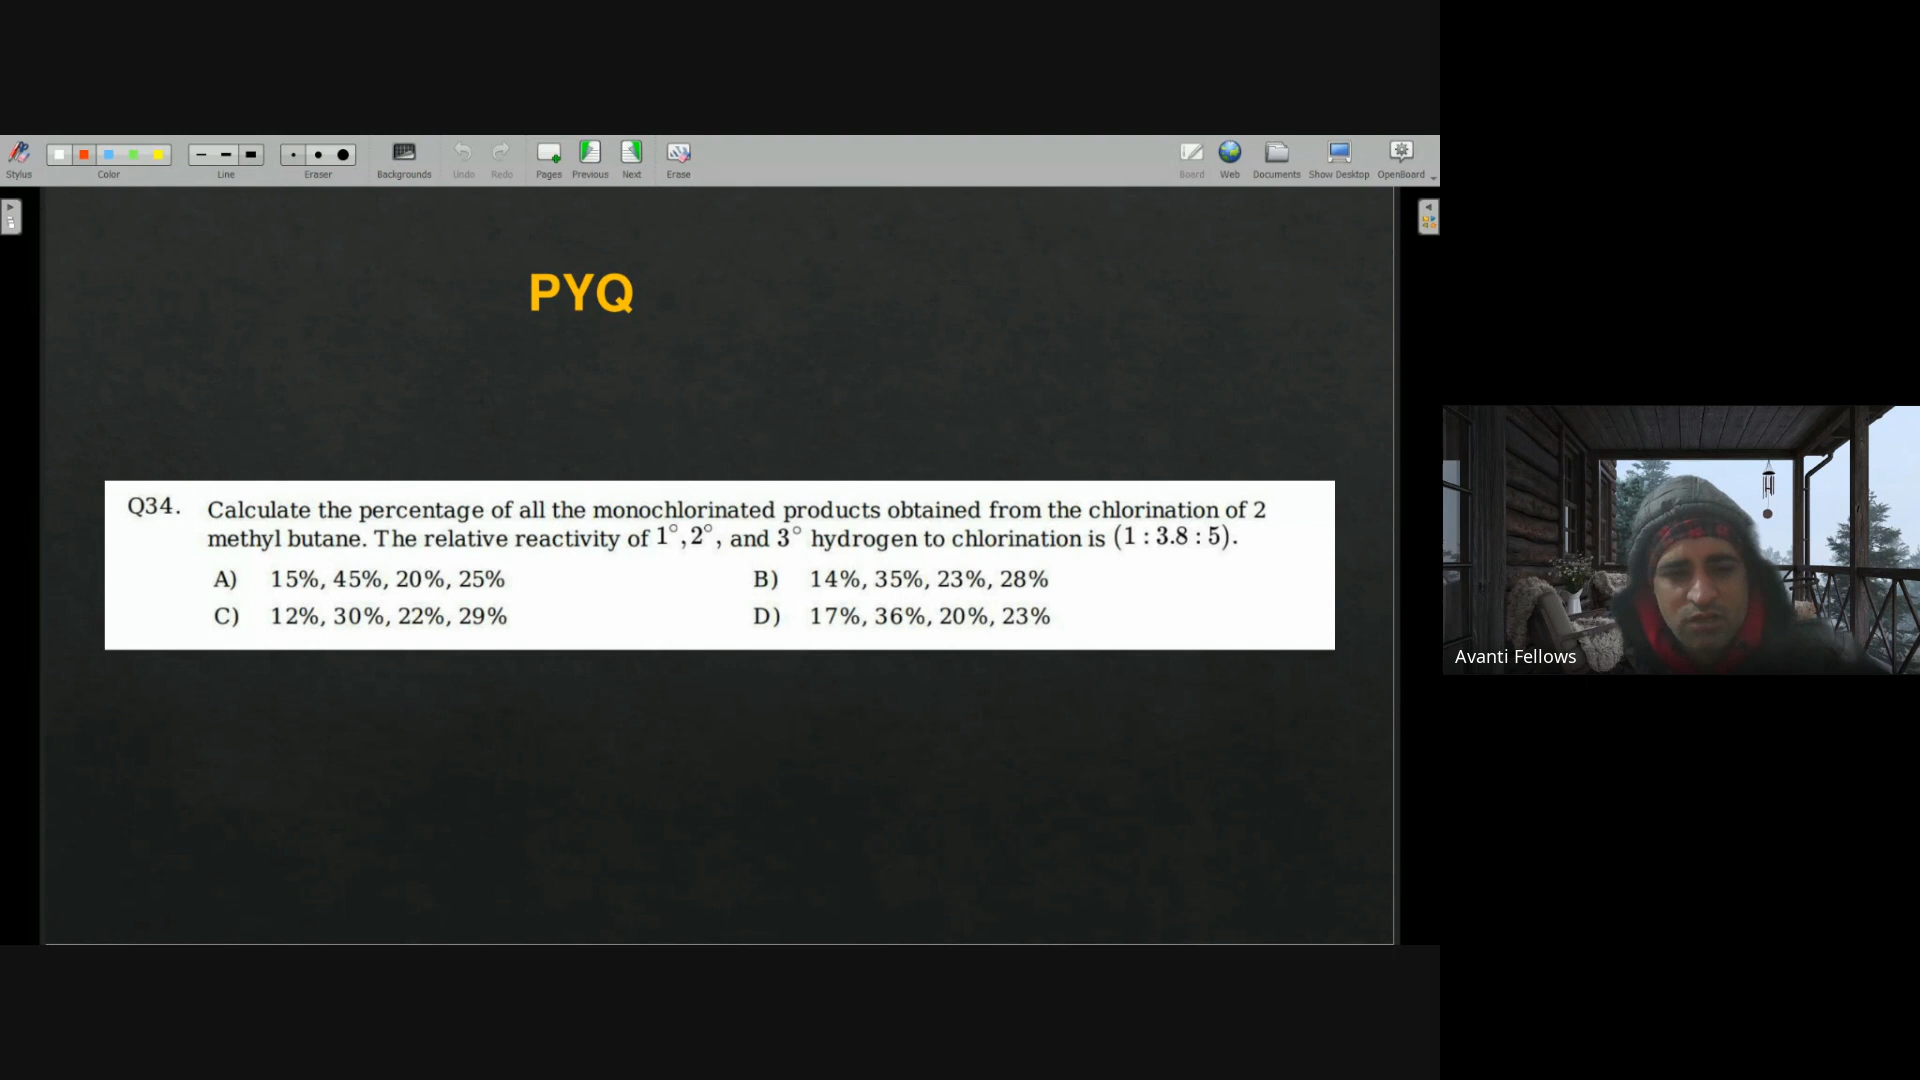 Stylus
Color
Line
Eraser
Backgrounds
Undo
Redo
Pages
Previous
Next
Erase
Board
Web
Documents
Show Desktop
OpenBoard
PYQ
Q34. Calculate the percentage of all the monochlorinated products obtained from the chlorination of 2
methyl butane. The relative reactivity of 1°,2°, and 3° hydrogen to chlorination is (1 : 3.8 : 5).
A) 15%, 45%, 20%, 25% B) 14%, 35%, 23%, 28%
C) 12%, 30%, 22%, 29% D) 17%, 36%, 20%, 23%
Avanti Fellows